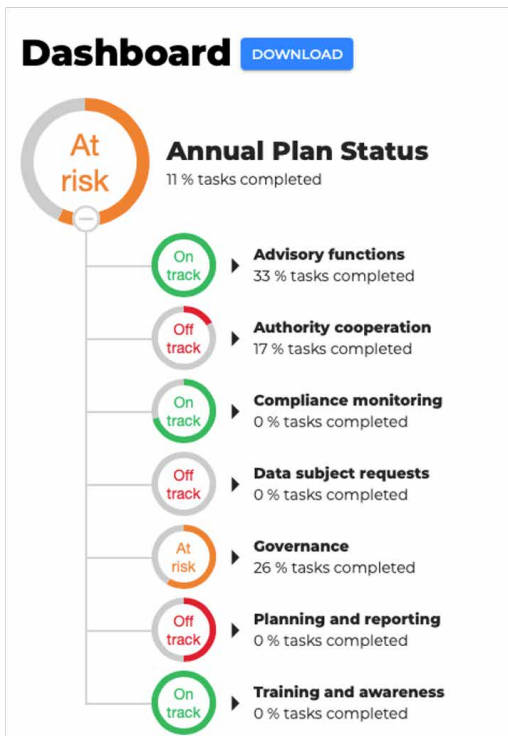 Dashboard DOWNLOAD
At
risk
Annual Plan Status
11 % tasks completed
On
track
Advisory functions
33 % tasks completed
Off
track
Authority cooperation
17 % tasks completed
On
track
Compliance monitoring
0 % tasks completed
Off
track
Data subject requests
0 % tasks completed
At
risk
Governance
26 % tasks completed
Off
track
Planning and reporting
0 % tasks completed
On
track
Training and awareness
0 % tasks completed